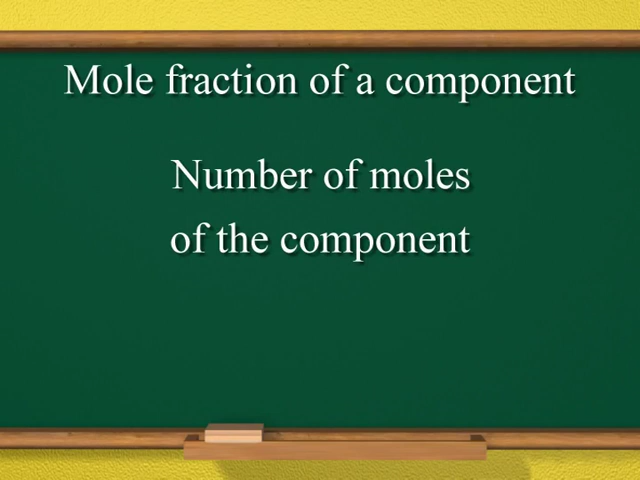 Mole fraction of a component
Number of moles
of the component